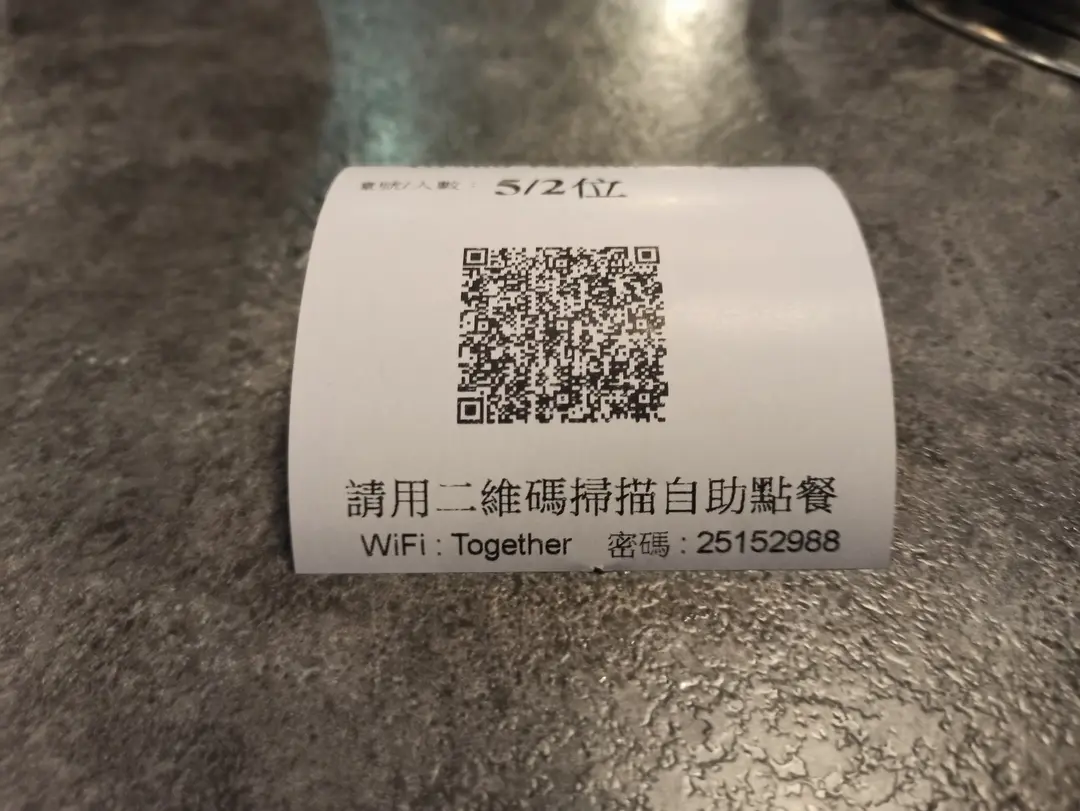 臺號/人數： 5/2位
請用二維碼掃描自助點餐
WiFi : Together 密碼 : 25152988